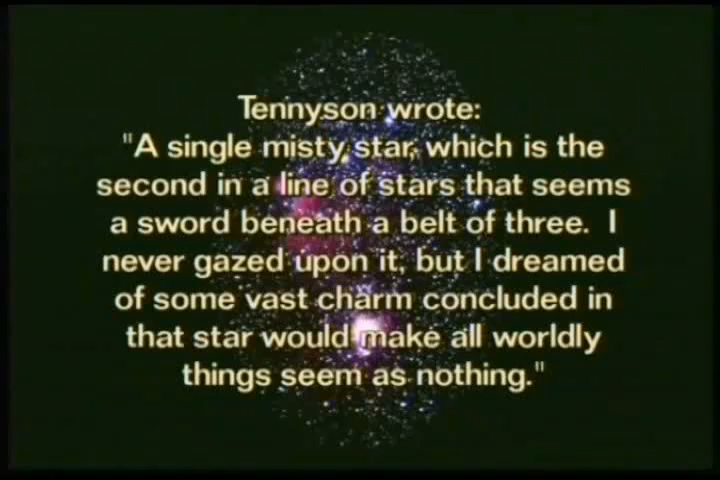 Tennyson wrote:
"A single misty star, which is the
second in a line of stars that seems
a sword beneath a belt of three.  I
never gazed upon it, but I dreamed
of some vast charm concluded in
that star would make all worldly
things seem as nothing."